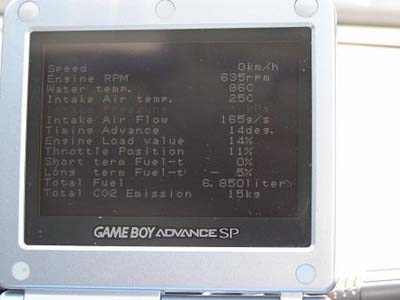 Speed 0km/h
Engine RPM 635rpm
Water temp. 86C
Intake Air temp. 25C
Intake Air Flow 165g/s
Timing Advance 14deg.
Engine Load value 14%
Throttle Position 11%
Short term Fuel-t 0%
Long term Fuel-t - 5%
Total Fuel 6.850liter
Total CO2 Emission 15kg
GAME BOY ADVANCE SP